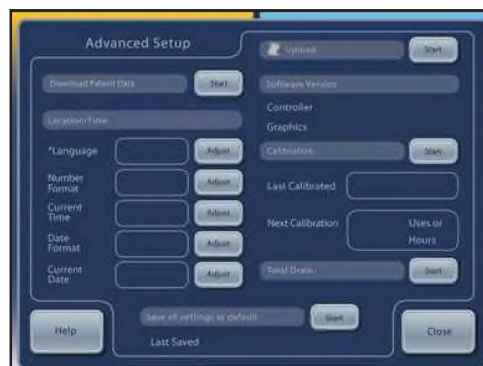 Advanced Setup
Download Patient Data
Start
Location/Time
*Language
Adjust
Number
Format
Adjust
Current
Time
Adjust
Date
Format
Adjust
Current
Date
Adjust
Upload
Start
Software Version
Controller
Graphics
Calibration
Start
Last Calibrated
Next Calibration
Uses or
Hours
Total Drain
Start
Save all settings as default
Start
Last Saved
Help
Close